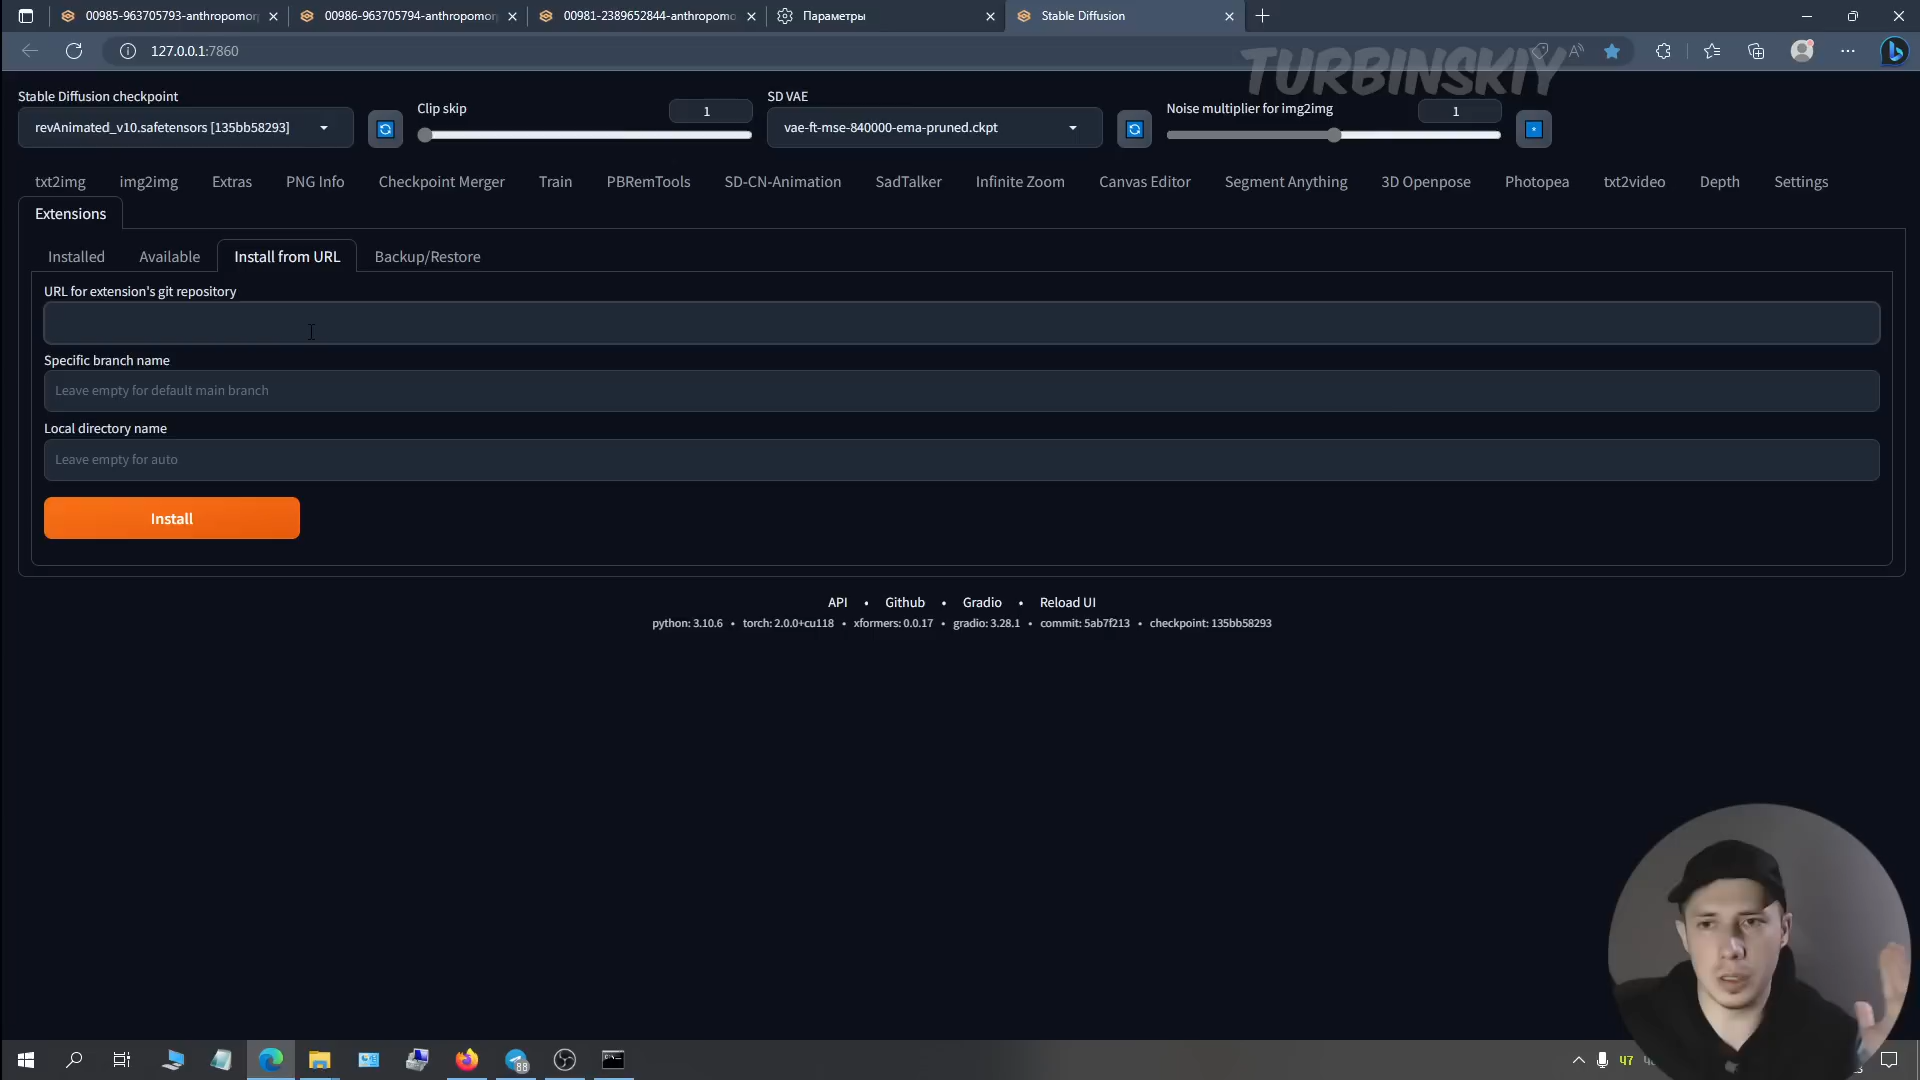 00985-963705793-anthropomor
00986-963705794-anthropomor
00981-2389652844-anthropomo
Параметры
Stable Diffusion
127.0.0.1:7860
TURBINSKIY
Stable Diffusion checkpoint
revAnimated_v10.safetensors [135bb58293]
Clip skip
1
SD VAE
vae-ft-mse-840000-ema-pruned.ckpt
Noise multiplier for img2img
1
txt2img
img2img
Extras
PNG Info
Checkpoint Merger
Train
PBRemTools
SD-CN-Animation
SadTalker
Infinite Zoom
Canvas Editor
Segment Anything
3D Openpose
Photopea
txt2video
Depth
Settings
Extensions
Installed
Available
Install from URL
Backup/Restore
URL for extension's git repository
Specific branch name
Leave empty for default main branch
Local directory name
Leave empty for auto
Install
API • Github • Gradio • Reload UI
python: 3.10.6 • torch: 2.0.0+cu118 • xformers: 0.0.17 • gradio: 3.28.1 • commit: 5ab7f213 • checkpoint: 135bb58293
88
47